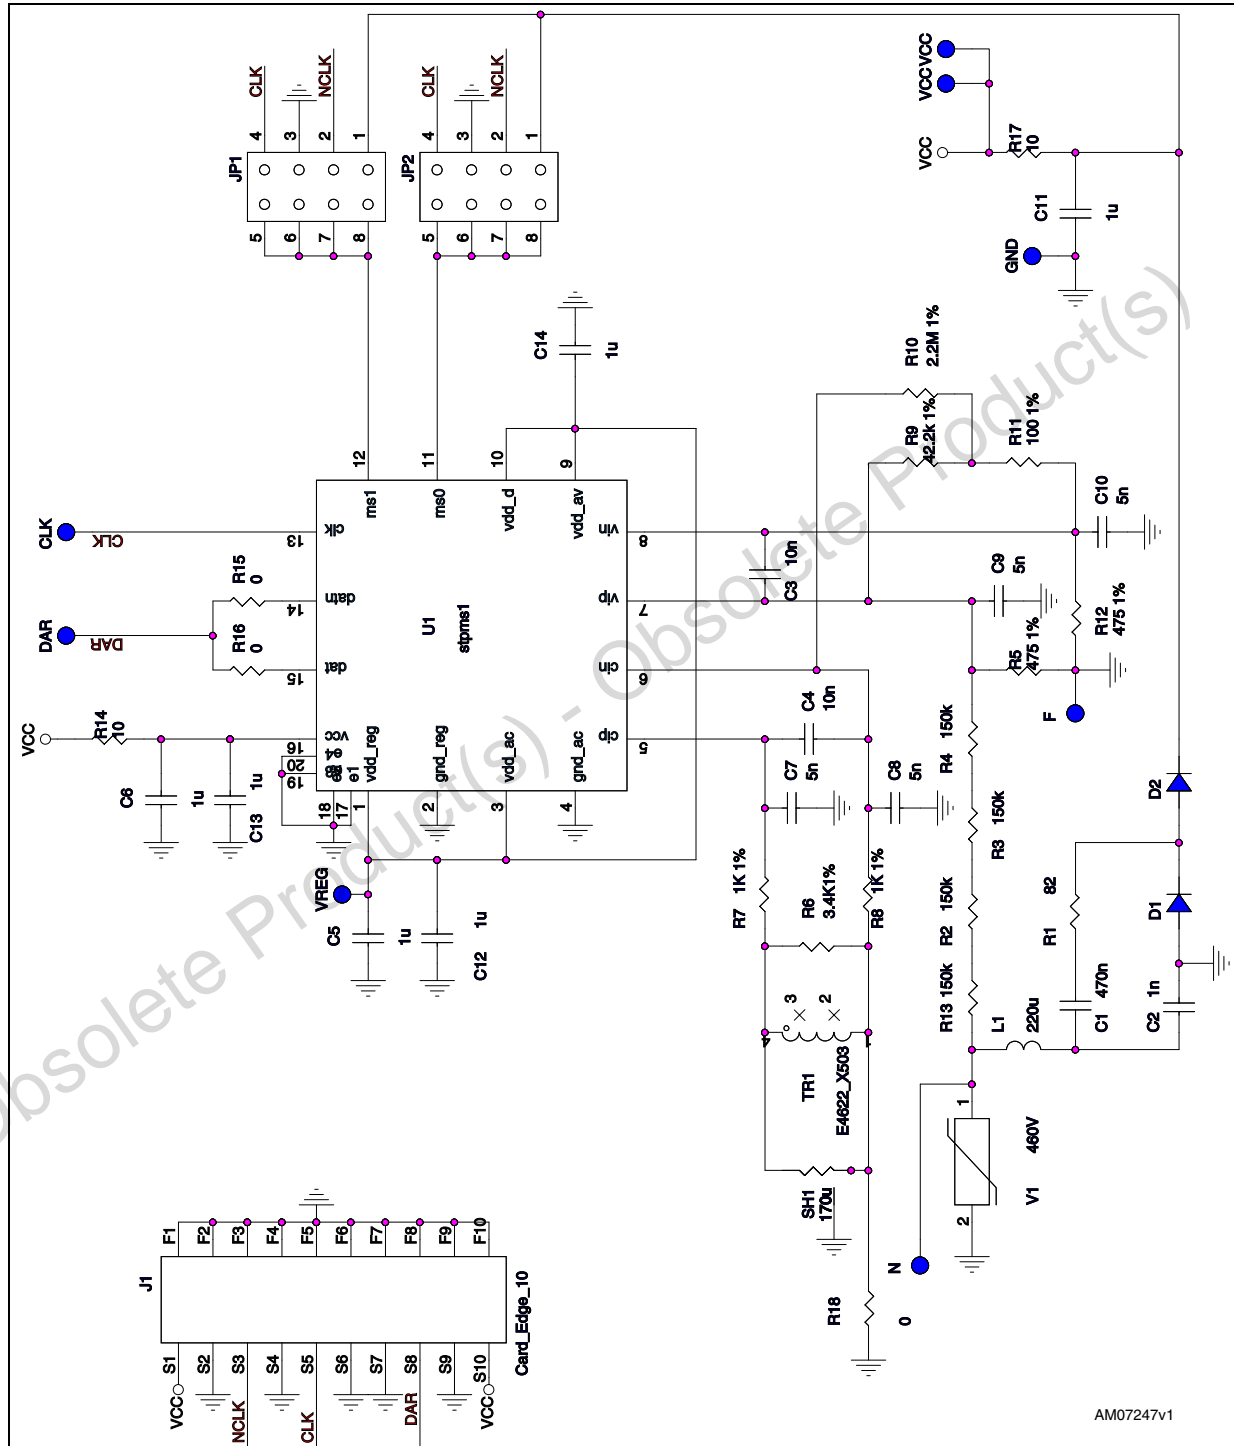 CLK
NCLK
CLK
NCLK
4
3
2
1
4
3
2
1
JP1
JP2
5
6
7
8
5
6
7
8
VCC
VCC
VCC
R17
10
C11
1u
GND
C14
1u
R10
2.2M 1%
R9
42.2k 1%
R11
100 1%
12
11
10
9
ms1
ms0
vdd_d
vdd_av
CLK
CLK
13
clk
vin
8
10n
C3
C10
5n
R15
0
14
datn
vip
7
C9
5n
DAR
DAR
R16
0
U1
stpms1
R12
475 1%
R5
475 1%
15
dat
cin
6
F
VCC
R14
10
16
vcc
cip
5
C4
10n
R4
150k
e4
20
19
e1
vdd_reg
gnd_reg
vdd_ac
gnd_ac
18
17
1
2
3
4
C6
1u
1u
C13
C7
5n
C8
5n
D2
R3
150k
VREG
C5
1u
1u
C12
R7
1K 1%
R6
3.4K1%
R8
1K 1%
R2
150k
R1
82
D1
R13 150k
L1
220u
C1
470n
C2
1n
3
2
4
1
TR1
E4622_X503
1
2
460V
V1
SH1
170u
N
R18
0
J1
Card_Edge_10
F1
F2
F3
F4
F5
F6
F7
F8
F9
F10
S1
S2
S3
S4
S5
S6
S7
S8
S9
S10
VCC
NCLK
CLK
DAR
VCC
Obsolete Product(s) - Obsolete Product(s)
AM07247v1